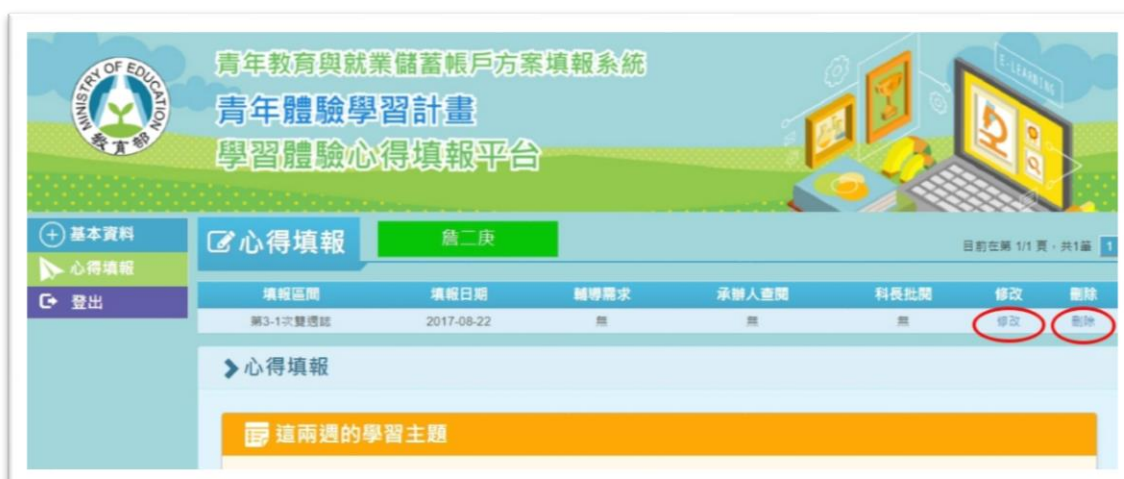 MINISTRY OF EDUCATION
教育部
青年教育與就業儲蓄帳戶方案填報系統
青年體驗學習計畫
學習體驗心得填報平台
E-LEARNING
基本資料
心得填報
登出
心得填報
詹二庚
目前在第 1/1 頁，共1筆 1
填報區間 填報日期 輔導需求 承辦人查閱 科長批閱 修改 刪除
第3-1次雙週誌 2017-08-22 無 無 無 修改 刪除
心得填報
這兩週的學習主題